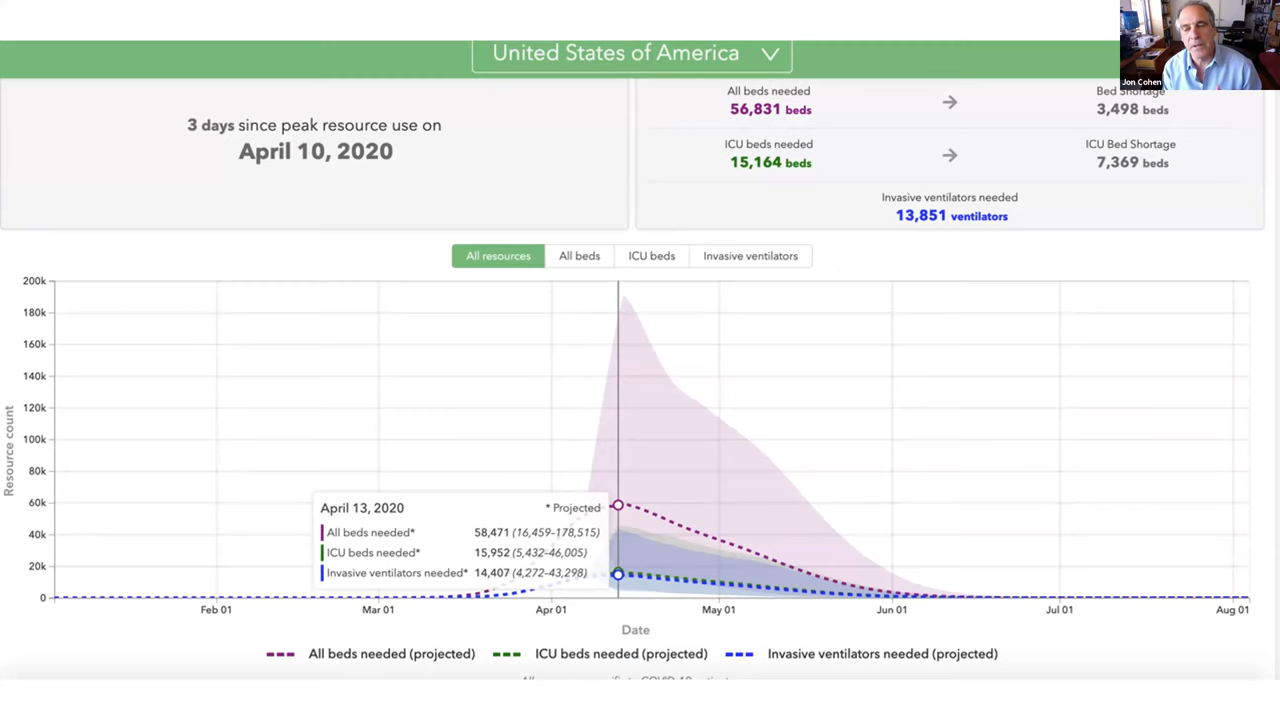 United States of America
Jon Cohen
3 days since peak resource use on
April 10, 2020
All beds needed
56,831 beds
Bed Shortage
3,498 beds
ICU beds needed
15,164 beds
ICU Bed Shortage
7,369 beds
Invasive ventilators needed
13,851 ventilators
All resources
All beds
ICU beds
Invasive ventilators
200k
180k
160k
140k
120k
100k
80k
60k
40k
20k
0
Resource count
April 13, 2020
* Projected
All beds needed* 58,471 (16,459-178,515)
ICU beds needed* 15,952 (5,432-46,005)
Invasive ventilators needed* 14,407 (4,272-43,298)
Feb 01
Mar 01
Apr 01
May 01
Jun 01
Jul 01
Aug 01
Date
All beds needed (projected)
ICU beds needed (projected)
Invasive ventilators needed (projected)